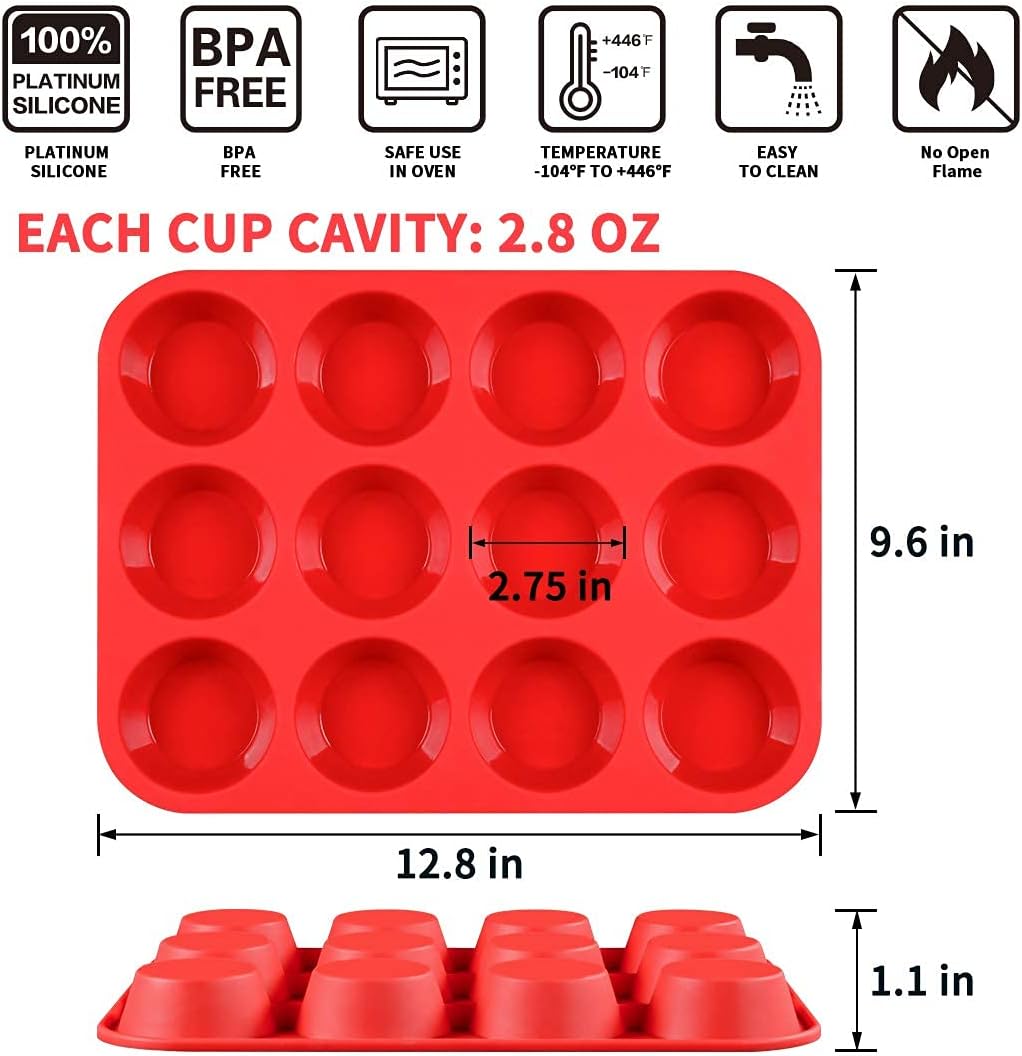 100%
PLATINUM
SILICONE
BPA
FREE
+446°F
-104°F
PLATINUM
SILICONE
BPA
FREE
SAFE USE
IN OVEN
TEMPERATURE
-104°F TO +446°F
EASY
TO CLEAN
No Open
Flame
EACH CUP CAVITY: 2.8 OZ
2.75 in
9.6 in
12.8 in
1.1 in